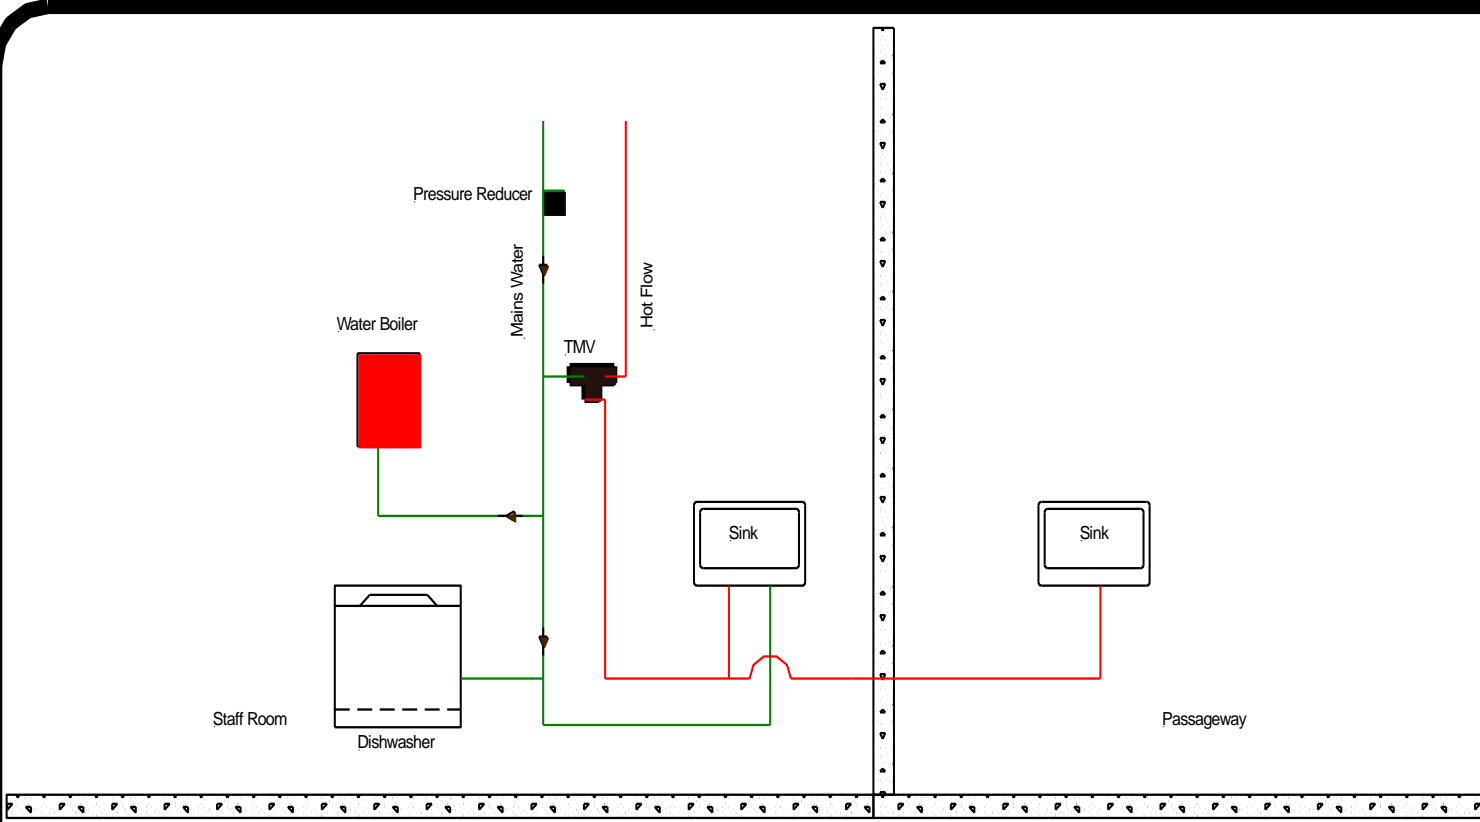 Pressure Reducer
Mains Water
Hot Flow
Water Boiler
TMV
Sink
Sink
Staff Room
Passageway
Dishwasher